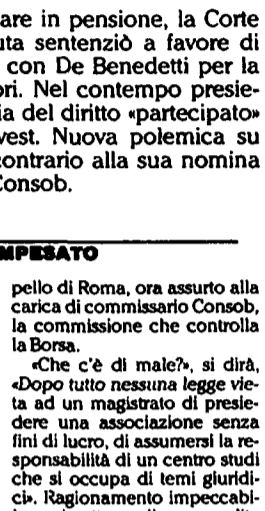 are in pensione, la Corte
uta sentenziò a favore di
con De Benedetti per la
ori. Nel contempo presie-
ia del diritto «partecipato»
vest. Nuova polemica su
contrario alla sua nomina
Consob.
MPESATO
pello di Roma, ora assurto alla
carica di commissario Consob,
la commissione che controlla
la Borsa.
«Che c'è di male?», si dirà,
«Dopo tutto nessuna legge vie-
ta ad un magistrato di presie-
dere una associazione senza
fini di lucro, di assumersi la re-
sponsabilità di un centro studi
che si occupa di temi giuridi-
ci». Ragionamento impeccabi-